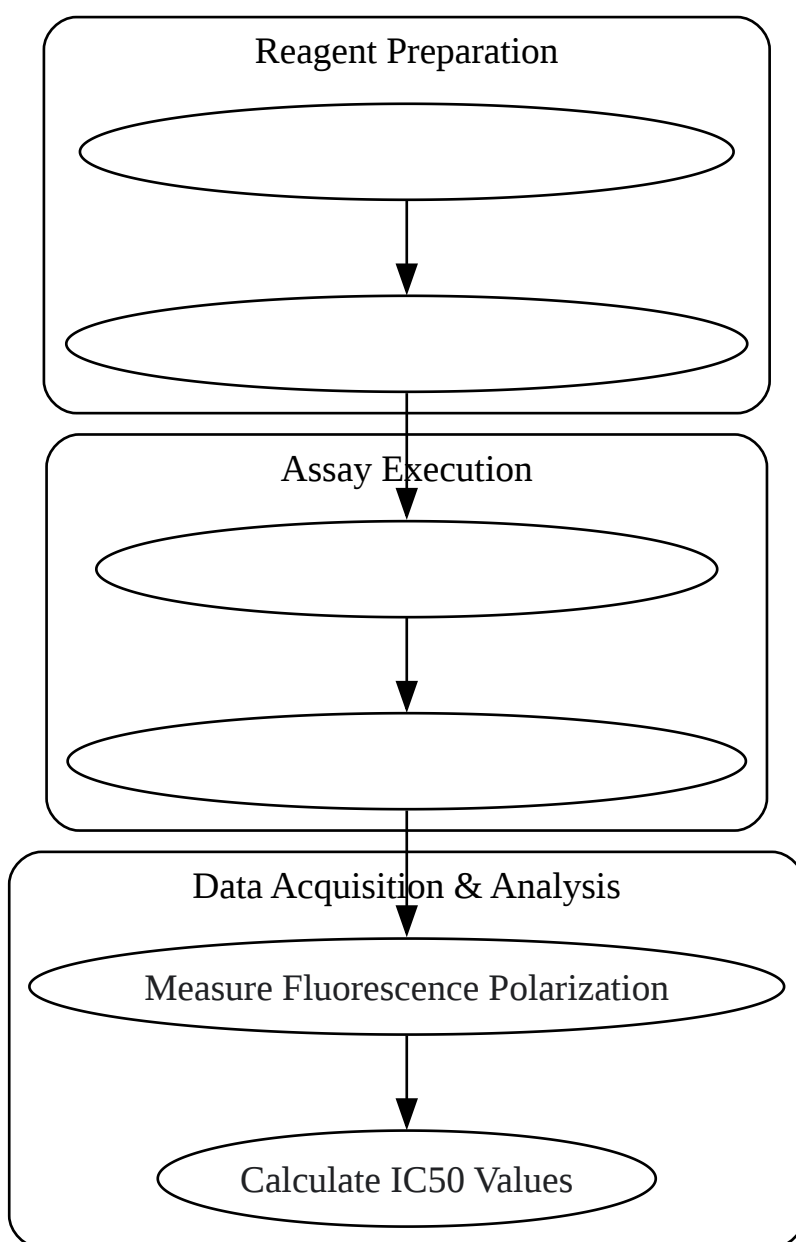 Reagent Preparation
Assay Execution
Data Acquisition & Analysis
Measure Fluorescence Polarization
Calculate IC50 Values